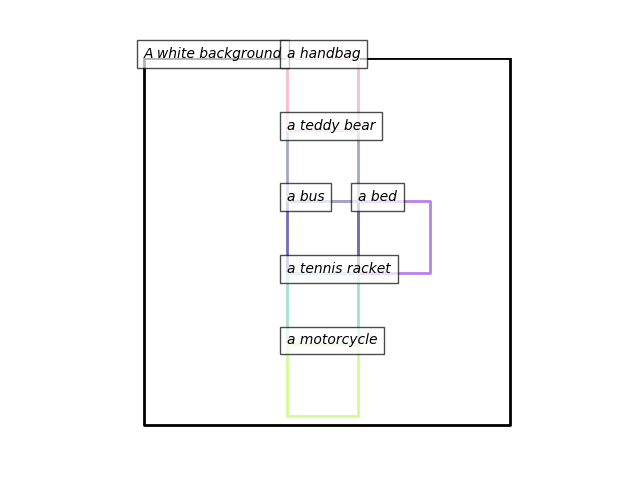 A white background
a handbag
a teddy bear
a bus
a bed
a tennis racket
a motorcycle